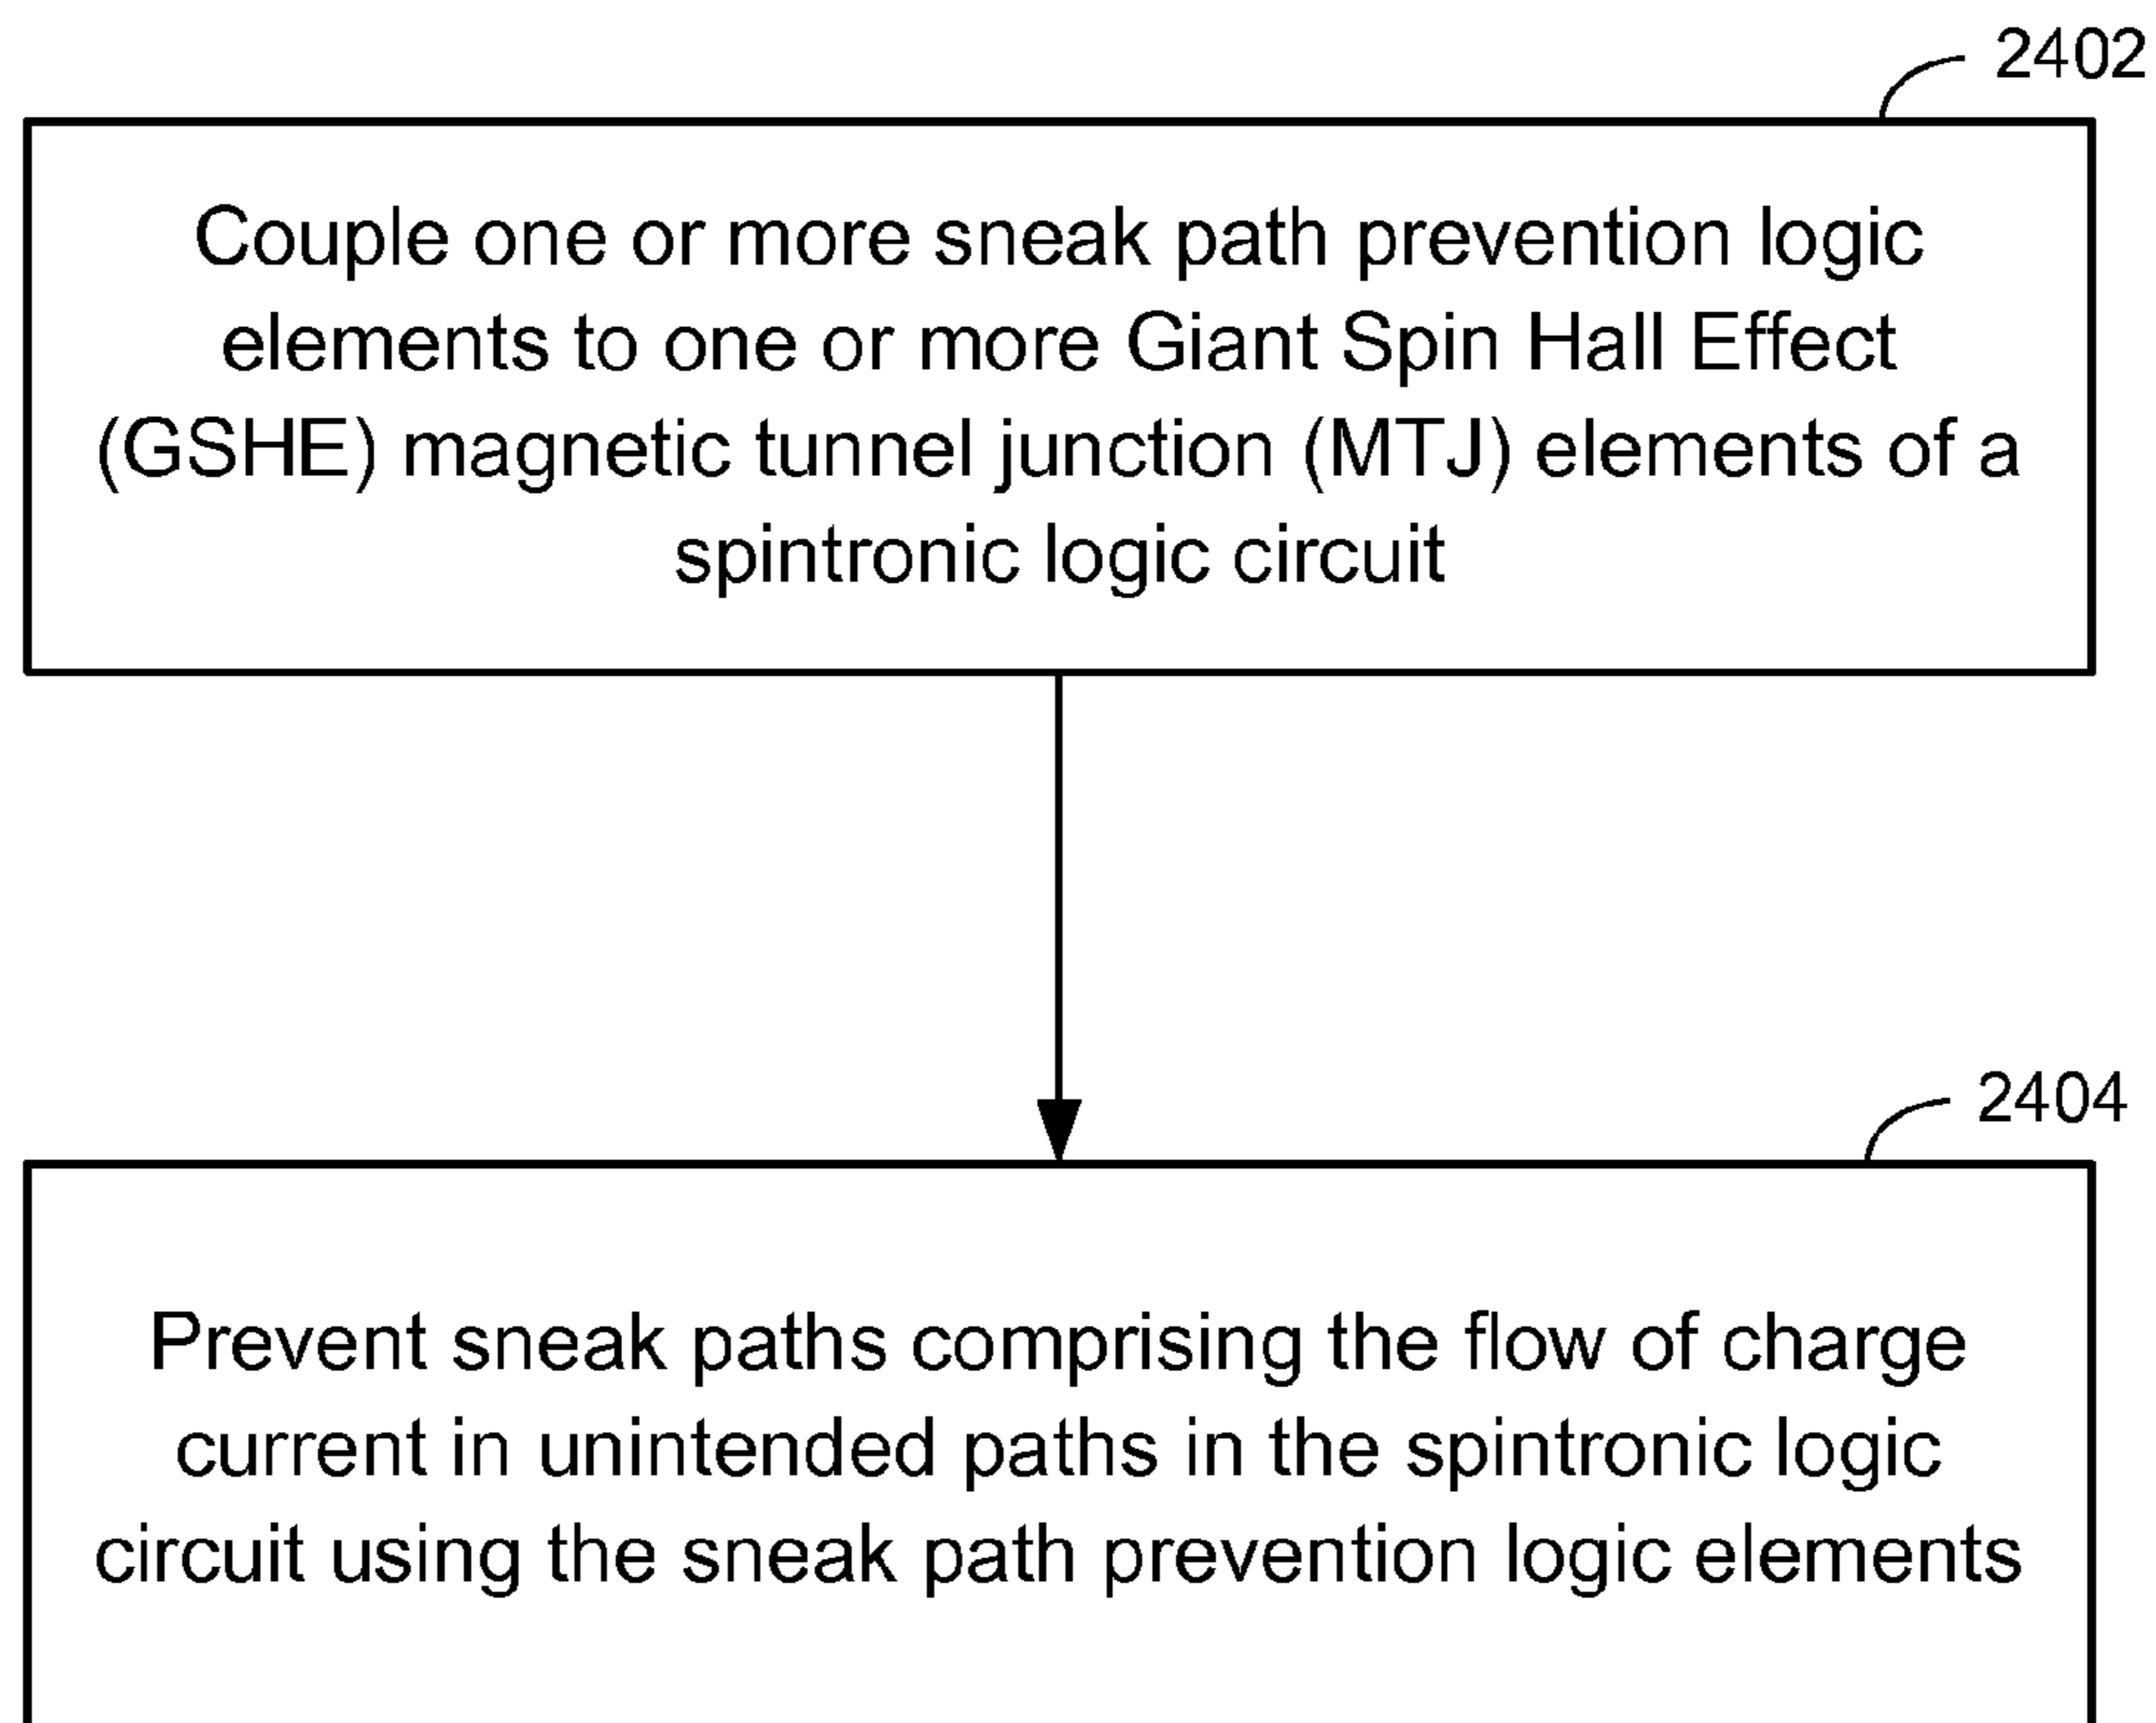 2402
Couple one or more sneak path prevention logic
elements to one or more Giant Spin Hall Effect
(GSHE) magnetic tunnel junction (MTJ) elements of a
spintronic logic circuit
2404
Prevent sneak paths comprising the flow of charge
current in unintended paths in the spintronic logic
circuit using the sneak path prevention logic elements